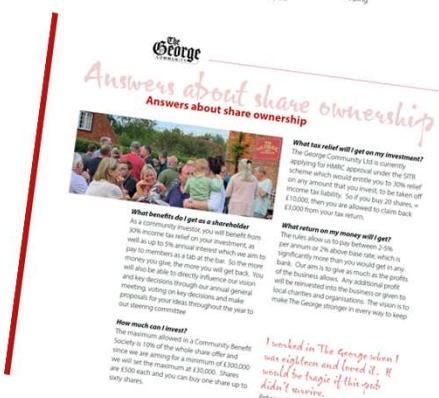 The
George
COMMUNITY
Answers about share ownership
Answers about share ownership
What benefits do I get as a shareholder
As a community investor, you will benefit from
30% income tax relief on your investment, as
well as up to 5% annual interest which we aim to
pay to members as a tab at the bar. So the more
money you give, the more you will get back. You
will also be able to directly influence our vision
and key decisions through our annual general
meeting, voting on key decisions and make
proposals for your ideas throughout the year to
our steering committee
How much can I invest?
The maximum allowed in a Community Benefit
Society is 10% of the whole share offer and
since we are aiming for a minimum of £300,000
we will set the maximum at £30,000. Shares
are £500 each and you can buy one share up to
sixty shares.
What tax relief will I get on my investment?
The George Community Ltd is currently
applying for HMRC approval under the SITR
scheme which would entitle you to 30% relief
on any amount that you invest, to be taken off
income tax liability. So if you buy 20 shares, =
£10,000, then you are allowed to claim back
£3,000 from your tax return.
What return on my money will I get?
The rules allow us to pay between 2-5%
per annum or 2% above base rate, which is
significantly more than you would get in any
bank. Our aim is to give as much as the profits
of the business allows. Any additional profit
will be reinvested into the business or given to
local charities and organisations. The vision is to
make The George stronger in every way to keep
I worked in The George when I
was eighteen and loved it. It
would be tragic if this pub
didn't survive.